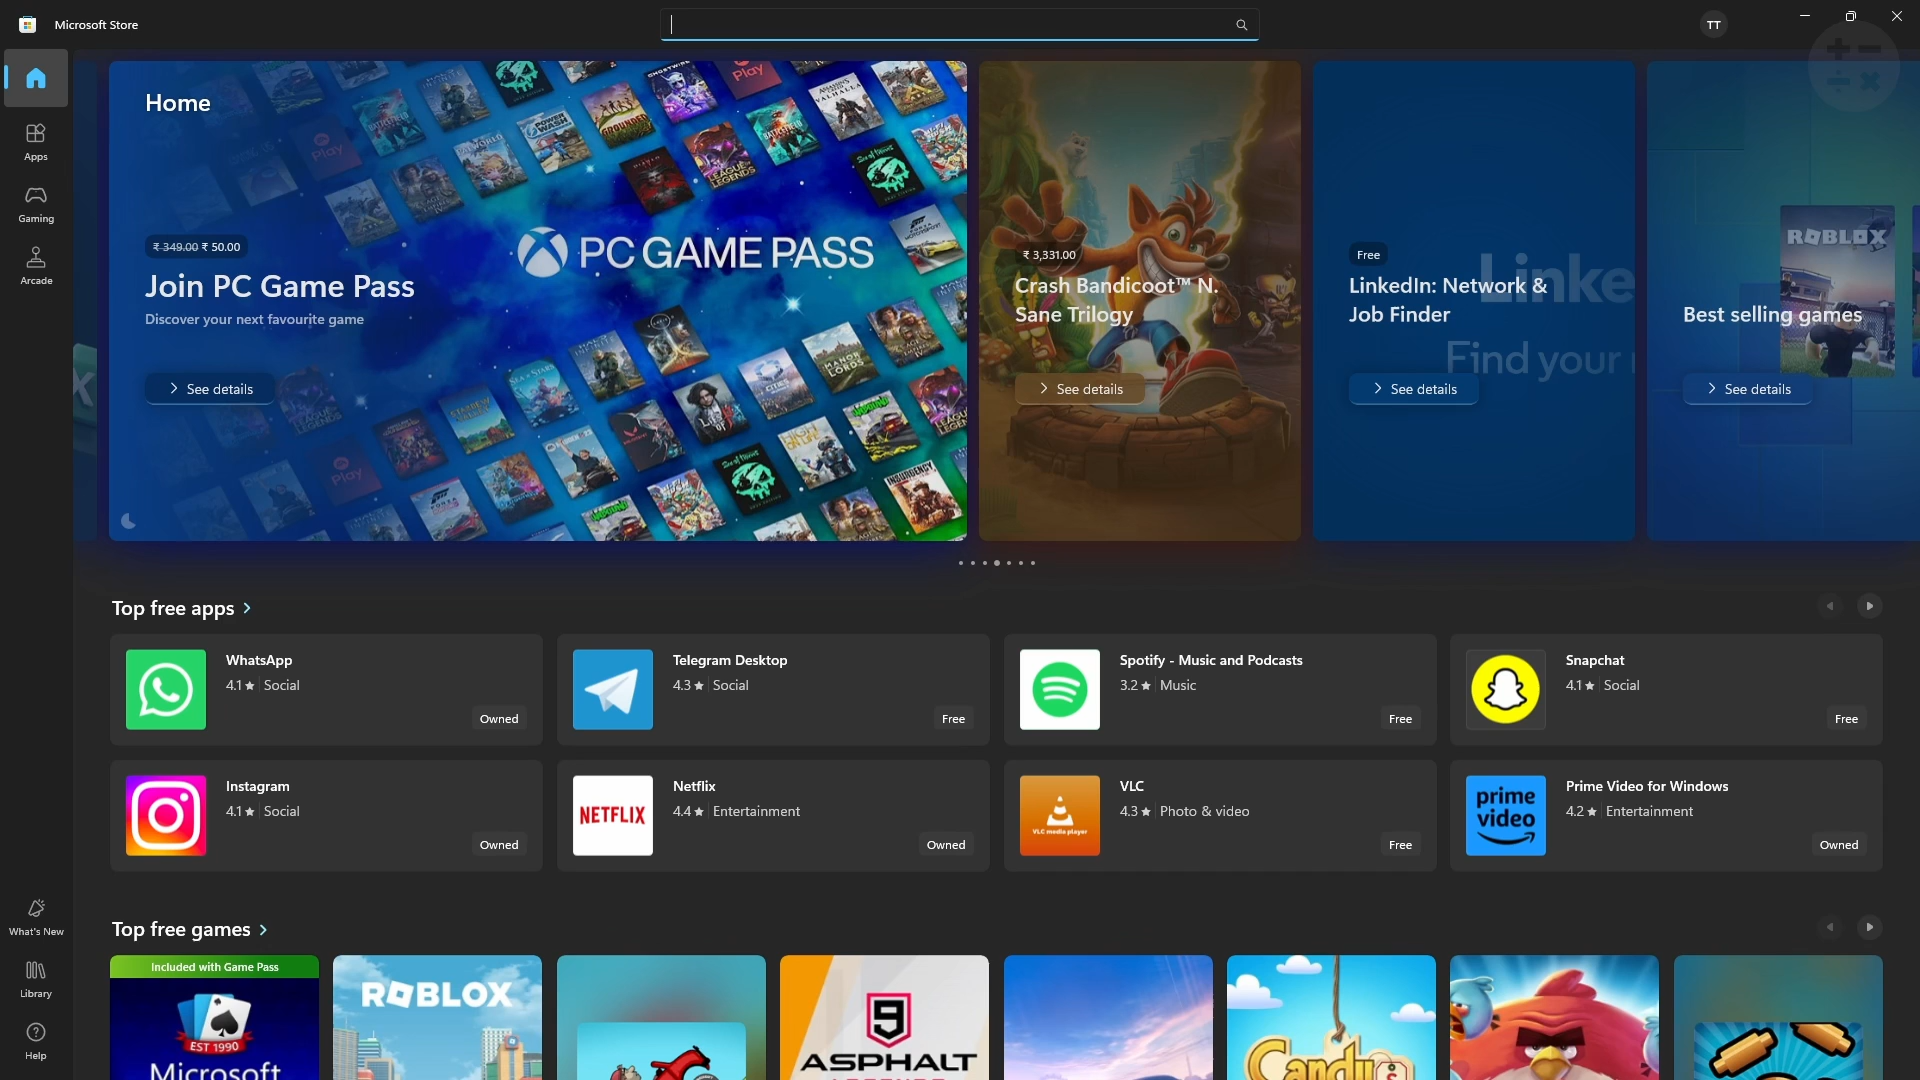 Microsoft Store
TT
Home
₹ 349.00 ₹ 50.00
Join PC Game Pass
Discover your next favourite game
See details
PC GAME PASS
₹ 3,331.00
Crash Bandicoot™ N.
Sane Trilogy
See details
Free
LinkedIn: Network &
Job Finder
See details
Linke
Find your
Best selling games
See details
ROBLOX
Apps
Gaming
Arcade
Top free apps
WhatsApp
4.1 ★ Social
Owned
Telegram Desktop
4.3 ★ Social
Free
Spotify - Music and Podcasts
3.2 ★ Music
Free
Snapchat
4.1 ★ Social
Free
Instagram
4.1 ★ Social
Owned
NETFLIX
Netflix
4.4 ★ Entertainment
Owned
VLC media player
VLC
4.3 ★ Photo & video
Free
prime
video
Prime Video for Windows
4.2 ★ Entertainment
Owned
Top free games
Included with Game Pass
EST 1990
Microsoft
ROBLOX
9
ASPHALT
Candy
What's New
Library
Help